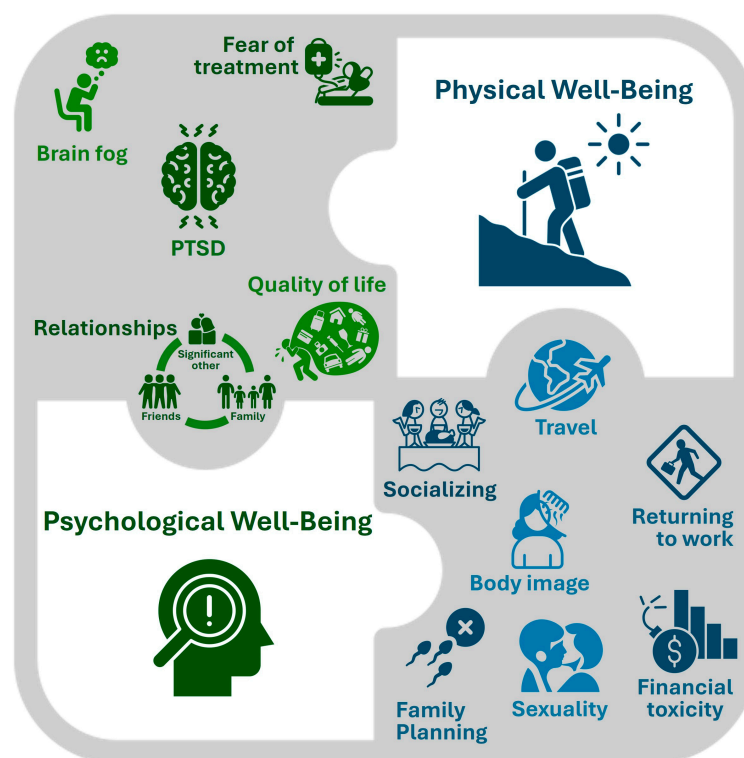 Fear of
treatment
Brain fog
PTSD
Quality of life
Relationships
Significant
other
Friends
Family
Physical Well-Being
Psychological Well-Being
Travel
Socializing
Returning
to work
Body image
$
Family
Planning
Sexuality
Financial
toxicity